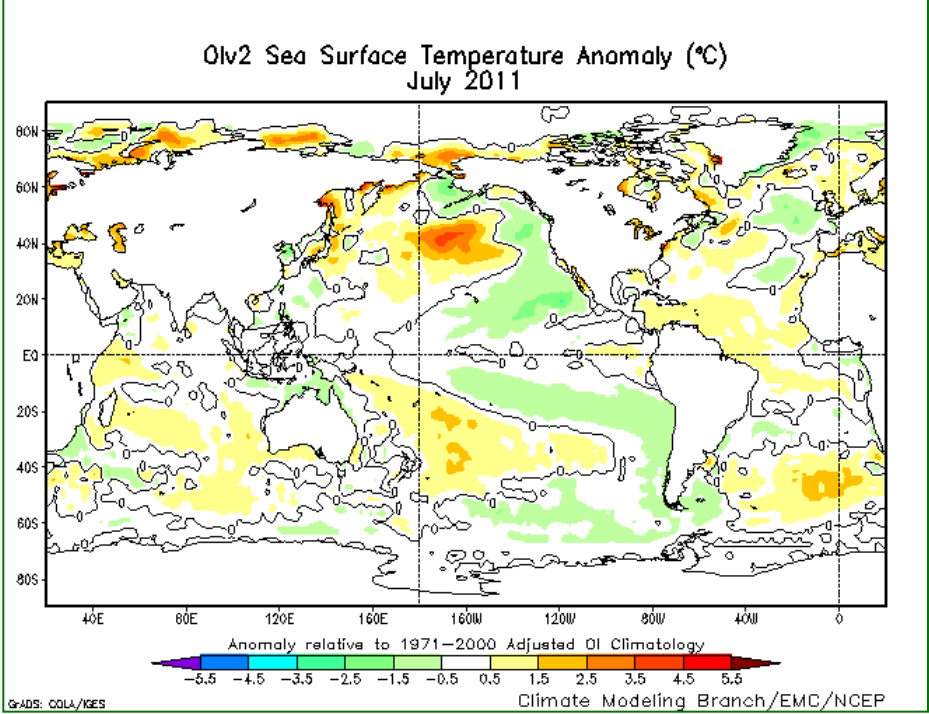 OIv2 Sea Surface Temperature Anomaly (°C)
July 2011
80N
60N
40N
20N
EQ
20S
40S
60S
80S
40E 80E 120E 160E 160W 120W 80W 40W 0
Anomaly relative to 1971–2000 Adjusted OI Climatology
−5.5 −4.5 −3.5 −2.5 −1.5 −0.5 0.5 1.5 2.5 3.5 4.5 5.5
GrADS: COLA/IGES
Climate Modeling Branch/EMC/NCEP